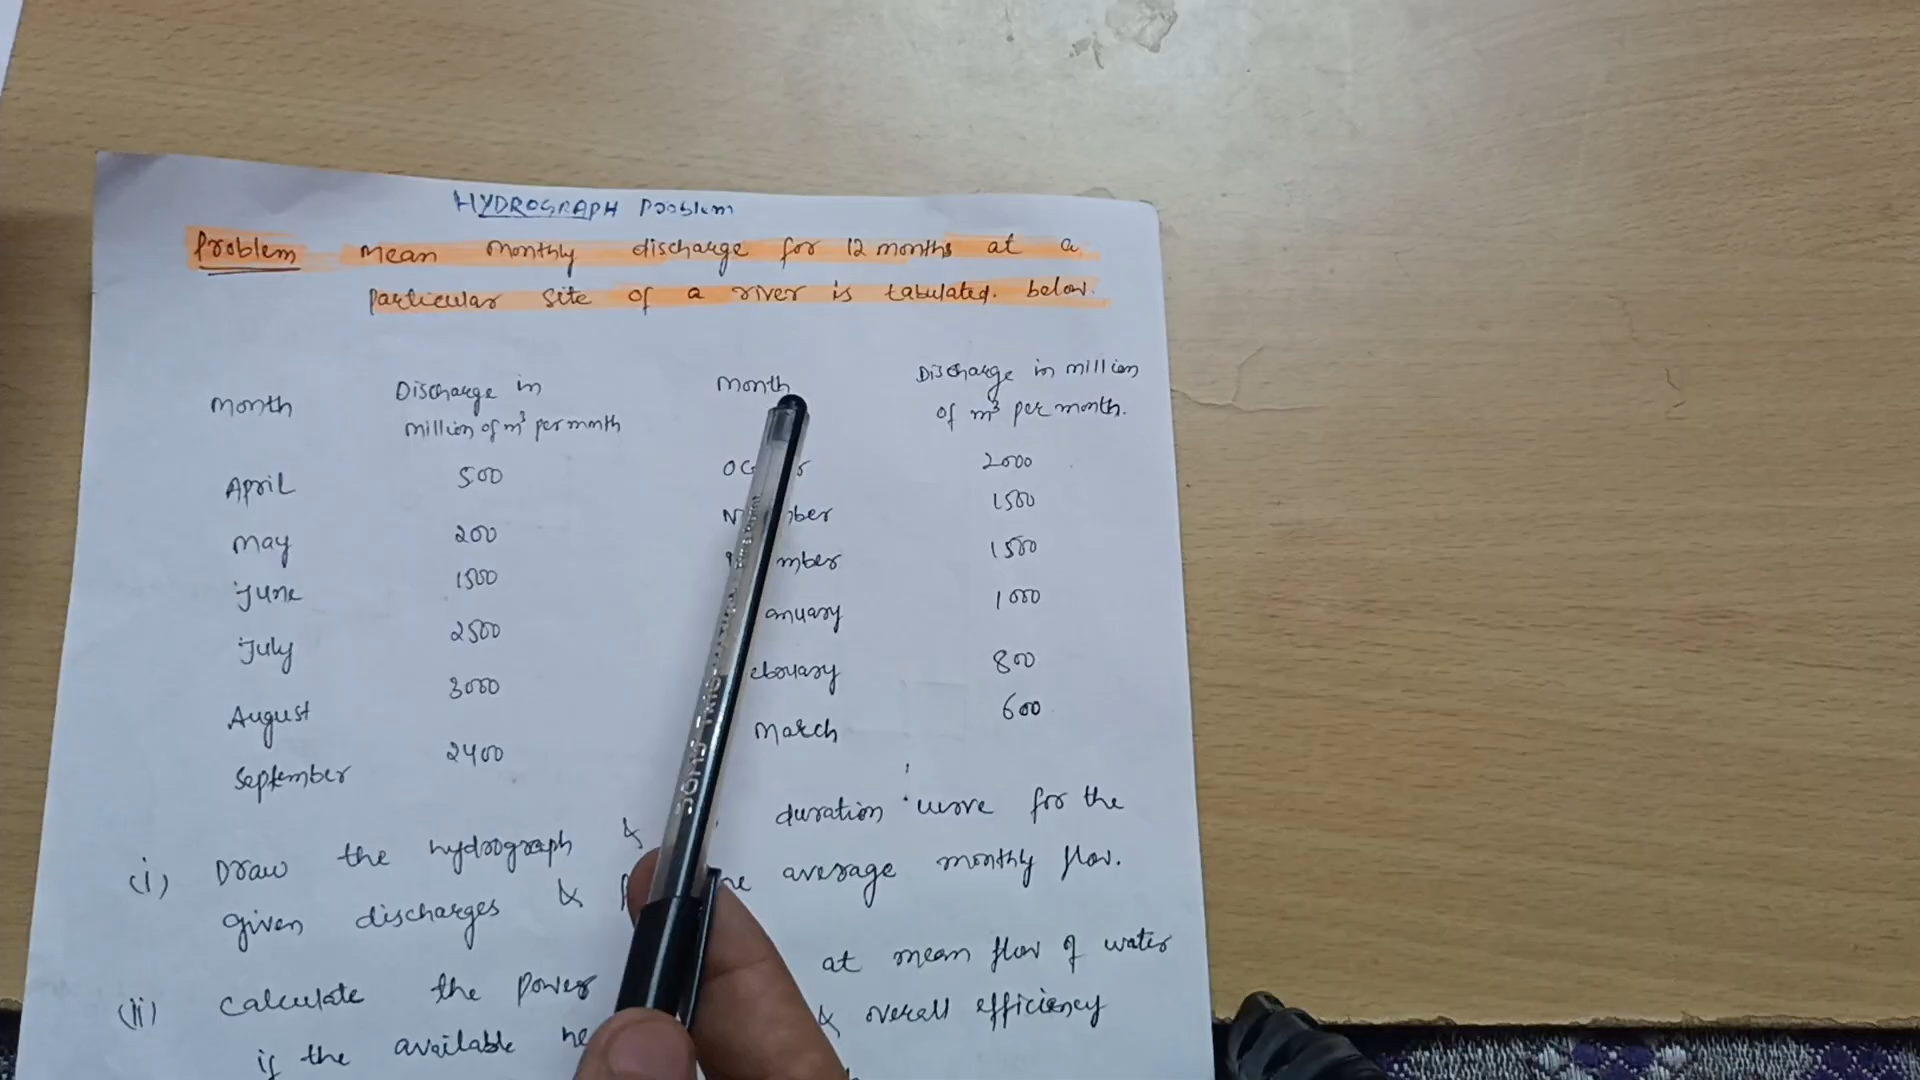 HYDROGRAPH Problem
Problem Mean Monthly discharge for 12 months at a
particular site of a river is tabulated. below.
Month Discharge in million of m³ per month Month Discharge in million of m³ per month.
April 500 2000
May 200 1500
June 1500 1500
July 2500 1000
August 3000 800
September 2400 March 600
(i) Draw the hydrograph & duration curve for the
given discharges & average monthly flow.
(ii) Calculate the power at mean flow of water
if the available & overall efficiency